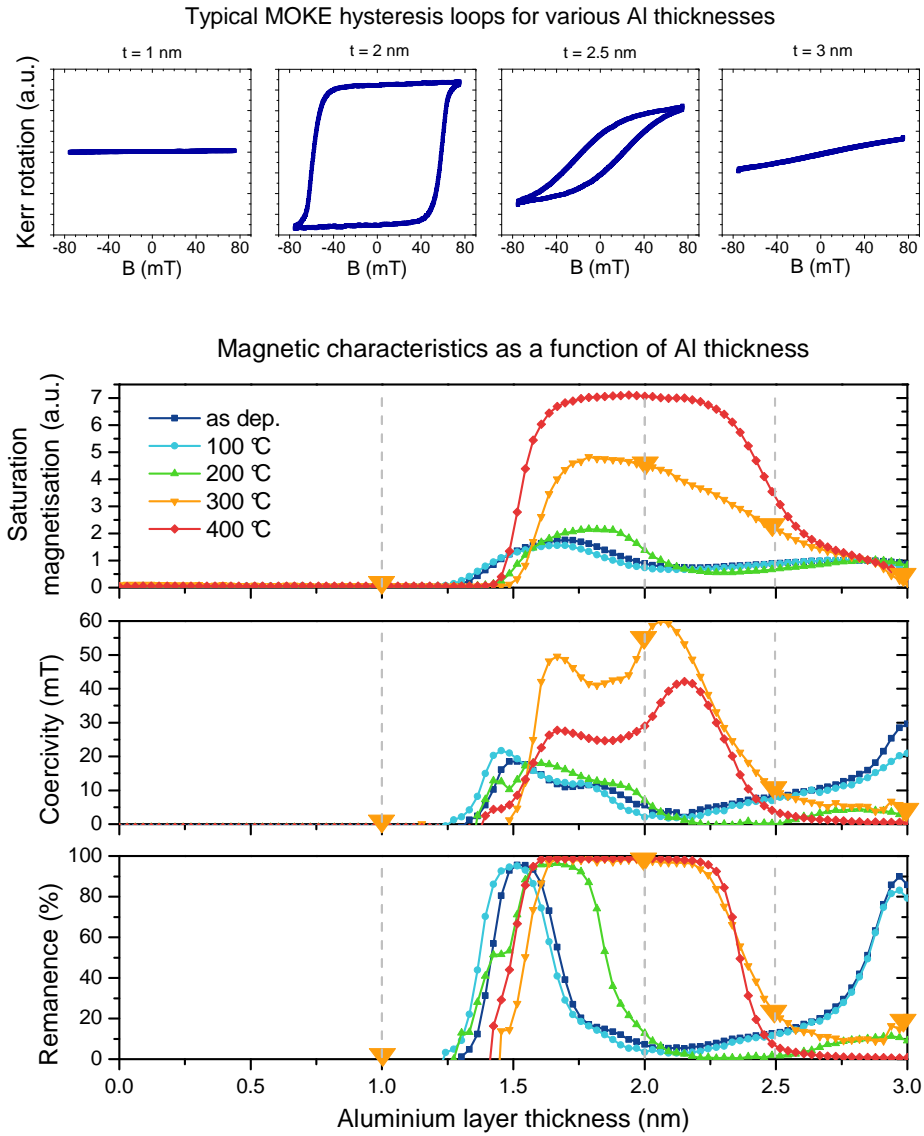 Typical MOKE hysteresis loops for various Al thicknesses
t = 1 nm t = 2 nm t = 2.5 nm t = 3 nm
Kerr rotation (a.u.)
-80 -40 0 40 80 -80 -40 0 40 80 -80 -40 0 40 80 -80 -40 0 40 80
B (mT) B (mT) B (mT) B (mT)
Magnetic characteristics as a function of Al thickness
Saturation
magnetisation (a.u.)
7
6
5
4
3
2
1
0
as dep.
100 °C
200 °C
300 °C
400 °C
Coercivity (mT)
60
50
40
30
20
10
0
Remanence (%)
100
80
60
40
20
0
0.0 0.5 1.0 1.5 2.0 2.5 3.0
Aluminium layer thickness (nm)